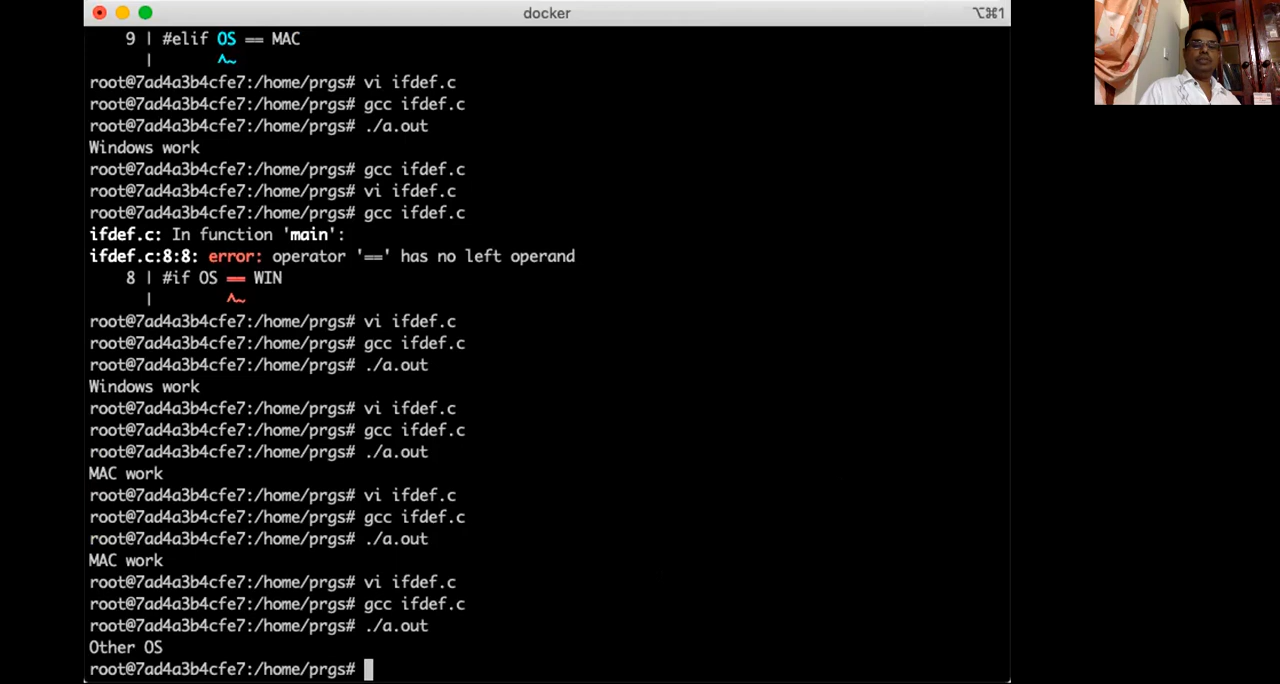 docker
⌥⌘1
9 | #elif OS == MAC
| ^~
root@7ad4a3b4cfe7:/home/prgs# vi ifdef.c
root@7ad4a3b4cfe7:/home/prgs# gcc ifdef.c
root@7ad4a3b4cfe7:/home/prgs# ./a.out
Windows work
root@7ad4a3b4cfe7:/home/prgs# gcc ifdef.c
root@7ad4a3b4cfe7:/home/prgs# vi ifdef.c
root@7ad4a3b4cfe7:/home/prgs# gcc ifdef.c
ifdef.c: In function 'main':
ifdef.c:8:8: error: operator '==' has no left operand
8 | #if OS == WIN
| ^~
root@7ad4a3b4cfe7:/home/prgs# vi ifdef.c
root@7ad4a3b4cfe7:/home/prgs# gcc ifdef.c
root@7ad4a3b4cfe7:/home/prgs# ./a.out
Windows work
root@7ad4a3b4cfe7:/home/prgs# vi ifdef.c
root@7ad4a3b4cfe7:/home/prgs# gcc ifdef.c
root@7ad4a3b4cfe7:/home/prgs# ./a.out
MAC work
root@7ad4a3b4cfe7:/home/prgs# vi ifdef.c
root@7ad4a3b4cfe7:/home/prgs# gcc ifdef.c
root@7ad4a3b4cfe7:/home/prgs# ./a.out
MAC work
root@7ad4a3b4cfe7:/home/prgs# vi ifdef.c
root@7ad4a3b4cfe7:/home/prgs# gcc ifdef.c
root@7ad4a3b4cfe7:/home/prgs# ./a.out
Other OS
root@7ad4a3b4cfe7:/home/prgs#